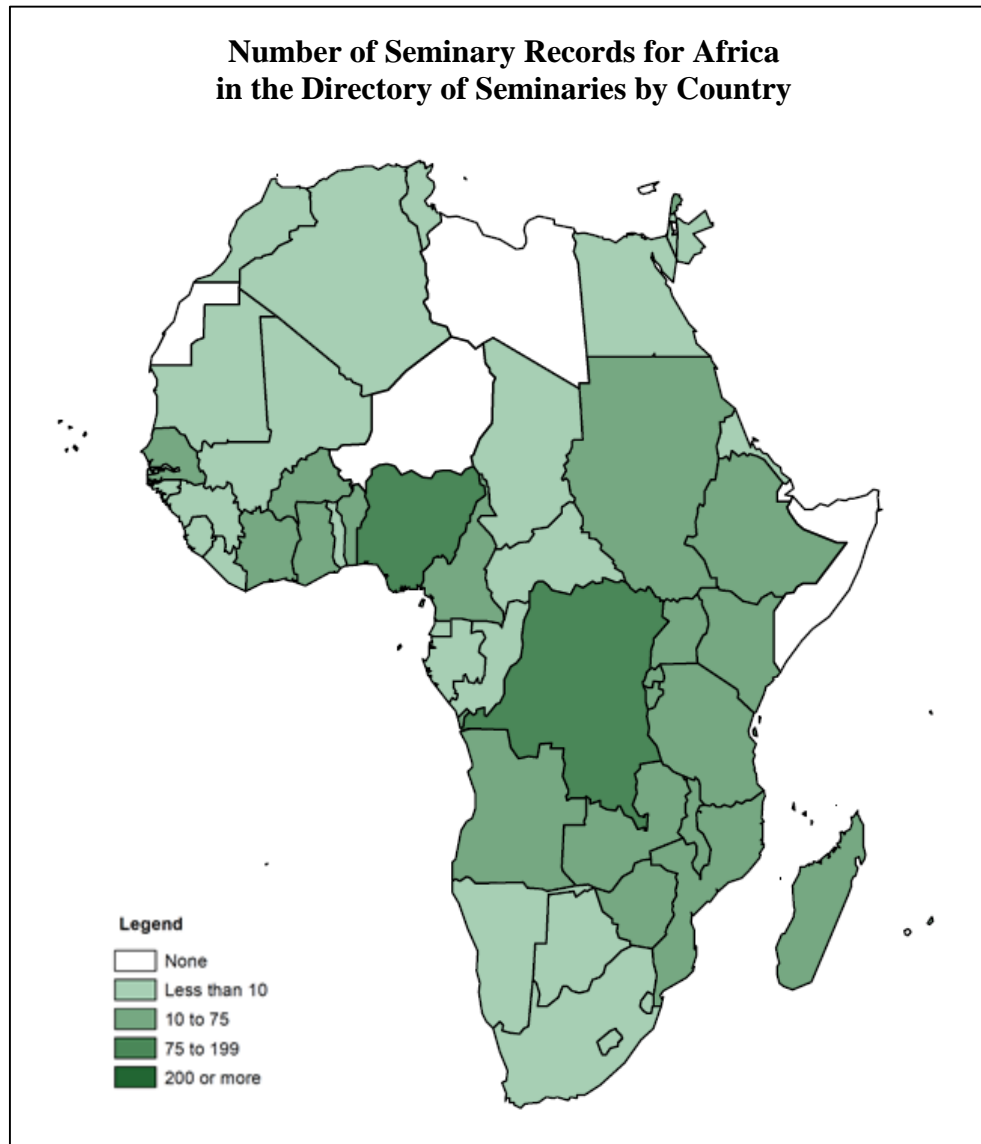 Number of Seminary Records for Africa
in the Directory of Seminaries by Country
Legend
None
Less than 10
10 to 75
75 to 199
200 or more